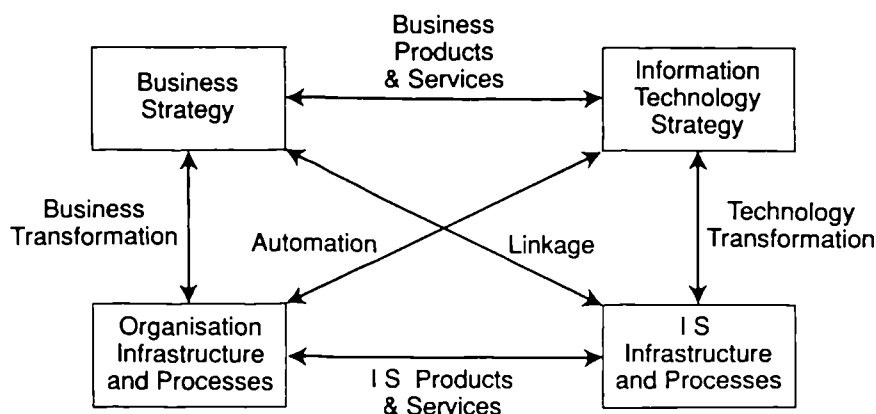 Business
Products
& Services
Business
Strategy
Information
Technology
Strategy
Business
Transformation
Automation
Linkage
Technology
Transformation
Organisation
Infrastructure
and Processes
I S
Infrastructure
and Processes
I S Products
& Services